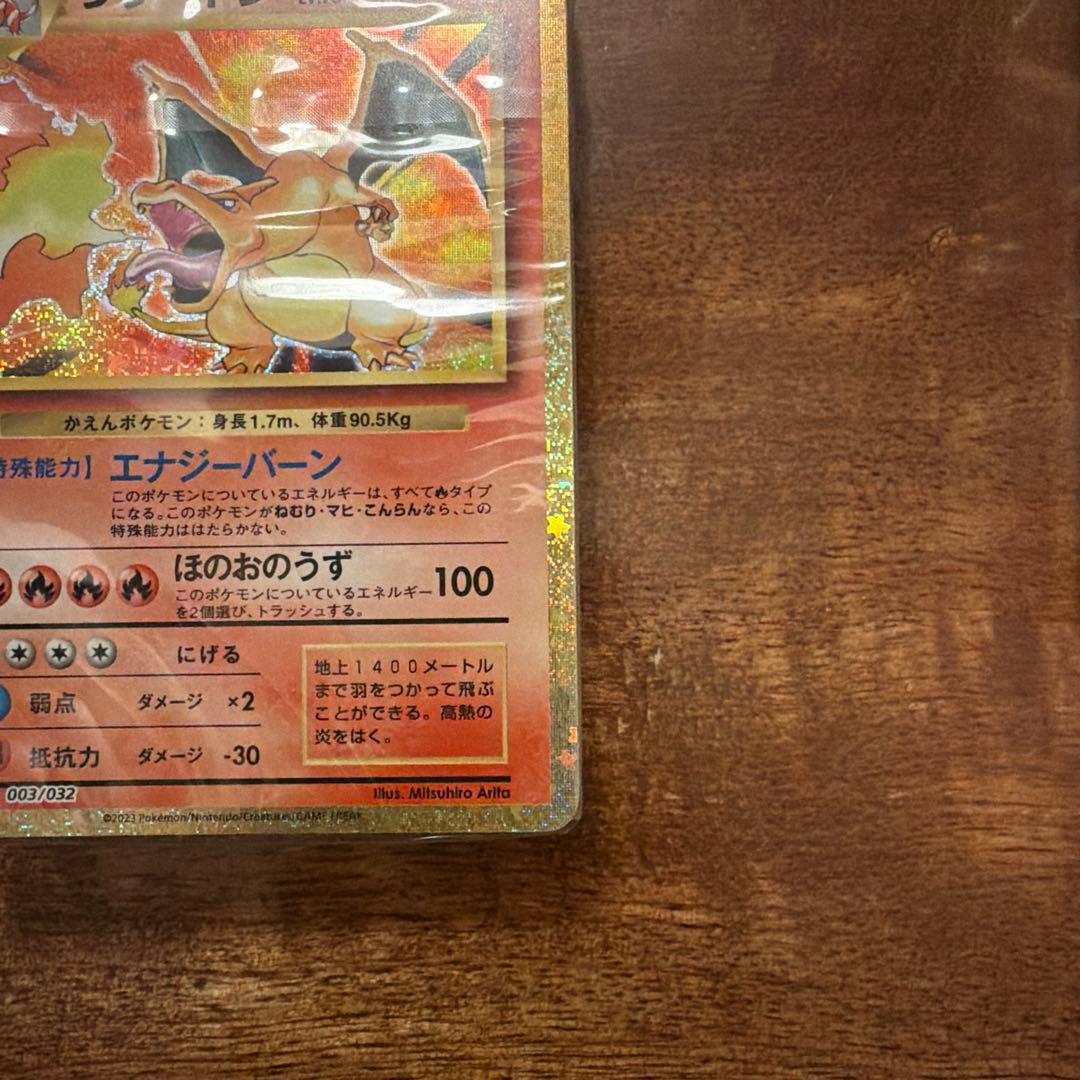 かえんポケモン：身長1.7m、体重90.5Kg
特殊能力】 エナジーバーン
このポケモンについているエネルギーは、すべてタイプ
になる。このポケモンがねむり・マヒ・こんらんなら、この
特殊能力ははたらかない。
ほのおのうず 100
このポケモンについているエネルギー
を2個選び、トラッシュする。
にげる
弱点 ダメージ ×2
抵抗力 ダメージ -30
地上1400メートル
まで羽をつかって飛ぶ
ことができる。高熱の
炎をはく。
003/032
Illus. Mitsuhiro Arita
©2023 Pokémon/Nintendo/Creatures/GAME FREAK